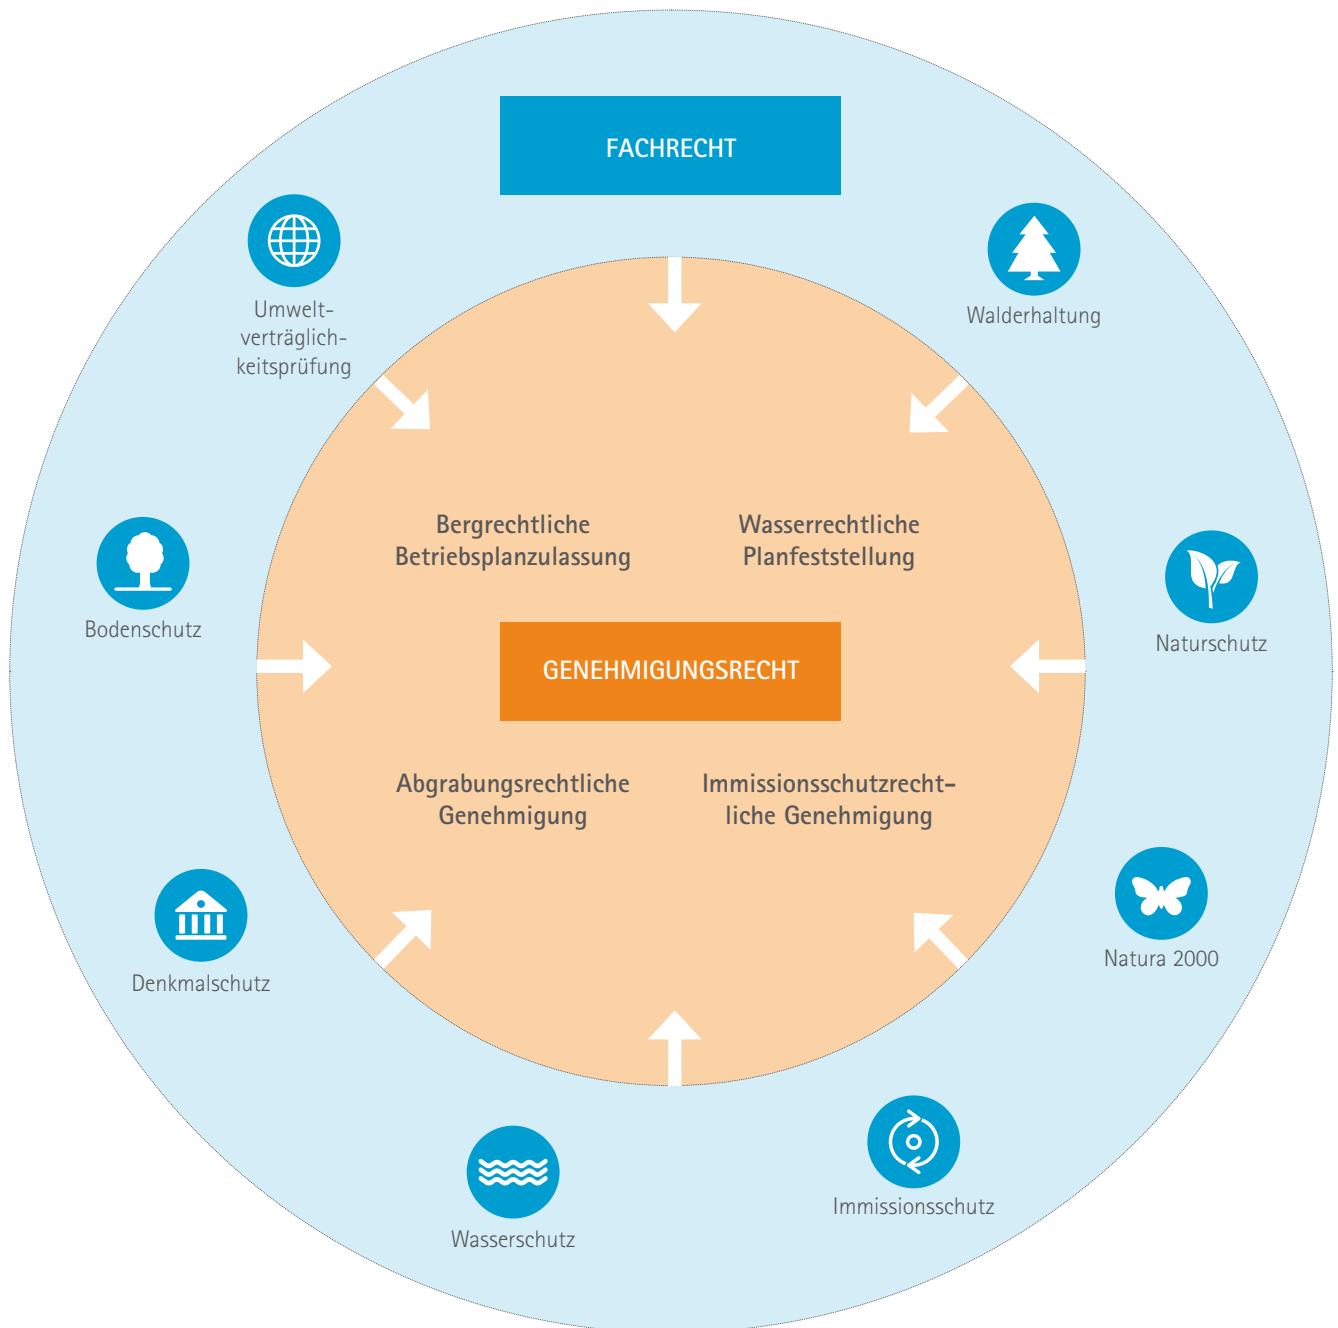 FACHRECHT
Umwelt-
verträglich-
keitsprüfung
Walderhaltung
Bergrechtliche
Betriebsplanzulassung
Wasserrechtliche
Planfeststellung
Bodenschutz
Naturschutz
GENEHMIGUNGSRECHT
Abgrabungsrechtliche
Genehmigung
Immissionsschutzrecht-
liche Genehmigung
Denkmalschutz
Natura 2000
Wasserschutz
Immissionsschutz